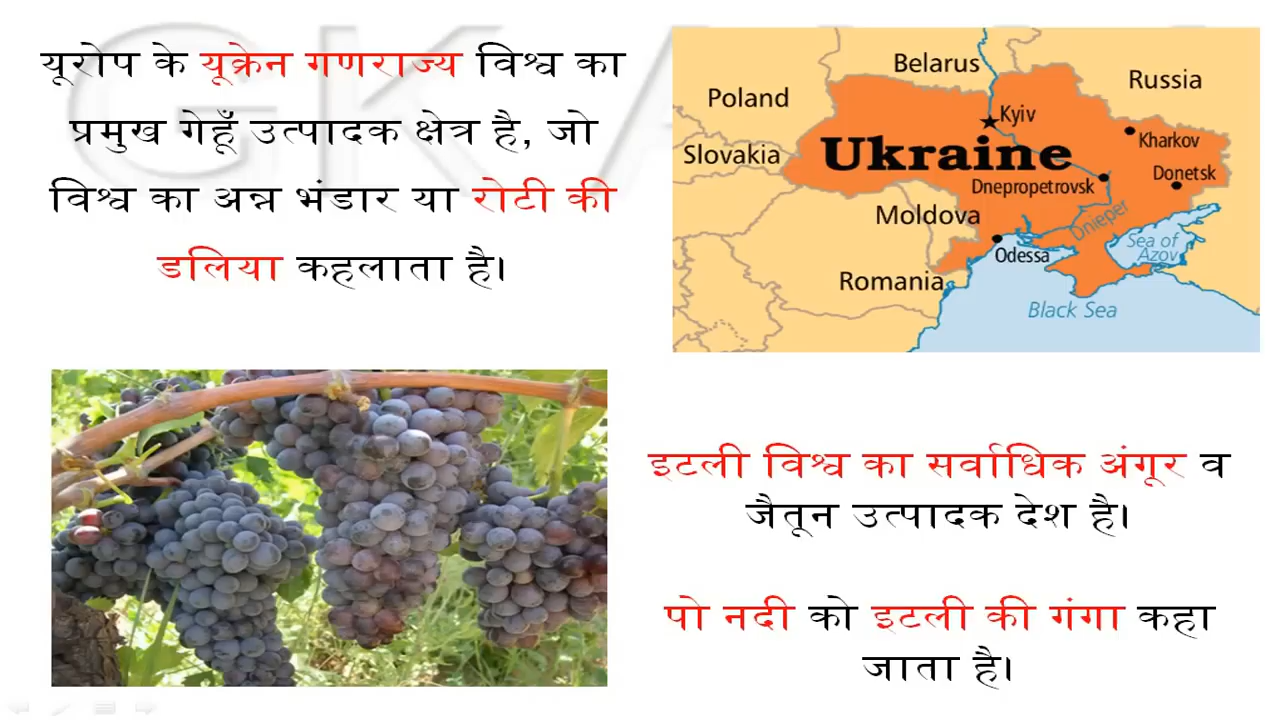 यूरोप के यूक्रेन गणराज्य विश्व का
प्रमुख गेहूँ उत्पादक क्षेत्र है, जो
विश्व का अन्न भंडार या रोटी की
डलिया कहलाता है।
Belarus
Russia
Poland
Kyiv
Kharkov
Slovakia
Ukraine
Donetsk
Dnepropetrovsk
Moldova
Dnieper
Sea of
Azov
Odessa
Romania
Black Sea
इटली विश्व का सर्वाधिक अंगूर व
जैतून उत्पादक देश है।
पो नदी को इटली की गंगा कहा
जाता है।